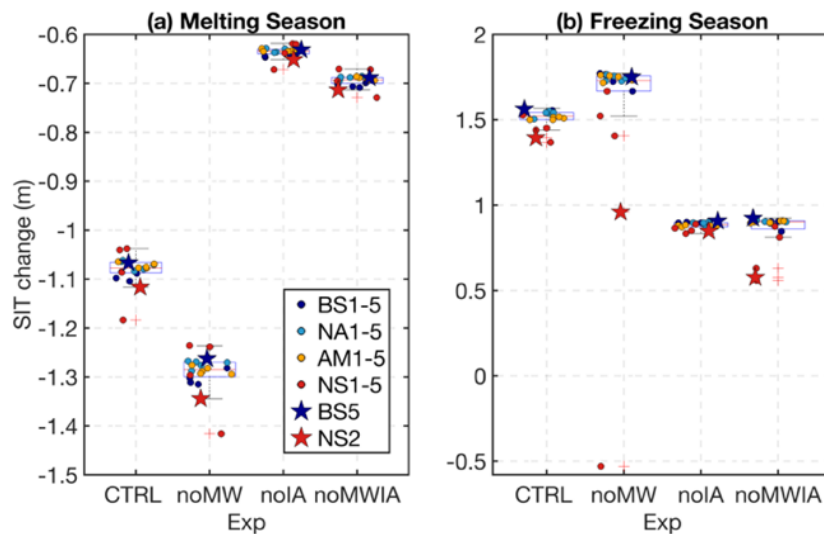 (a) Melting Season
(b) Freezing Season
SIT change (m)
-0.6
-0.7
-0.8
-0.9
-1
-1.1
-1.2
-1.3
-1.4
-1.5
CTRL noMW noIA noMWIA
Exp
BS1-5
NA1-5
AM1-5
NS1-5
BS5
NS2
2
1.5
1
0.5
0
-0.5
CTRL noMW noIA noMWIA
Exp